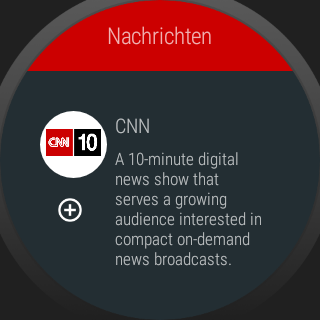 Nachrichten
CNN 10
CNN
A 10-minute digital
news show that
serves a growing
audience interested in
compact on-demand
news broadcasts.